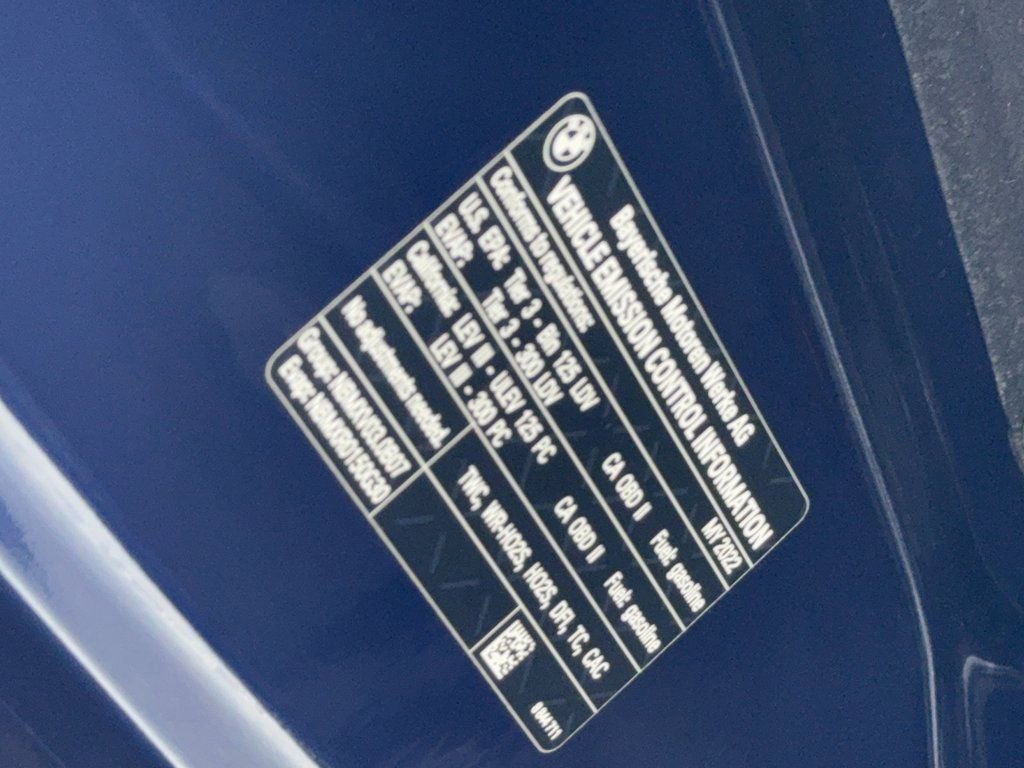 Bayerische Motoren Werke AG
VEHICLE EMISSION CONTROL INFORMATION
Conforms to regulations: MY 2022
U.S. EPA: Tier 3 - Bin 125 LDV CA OBD II Fuel: gasoline
EVAP: Tier 3 - 300 LDV
California: LEV III - ULEV 125 PC CA OBD II Fuel: gasoline
EVAP: LEV III - 300 PC
No adjustments needed. TWC, WR-HO2S, HO2S, DFI, TC, CAC
Group:
Evap: